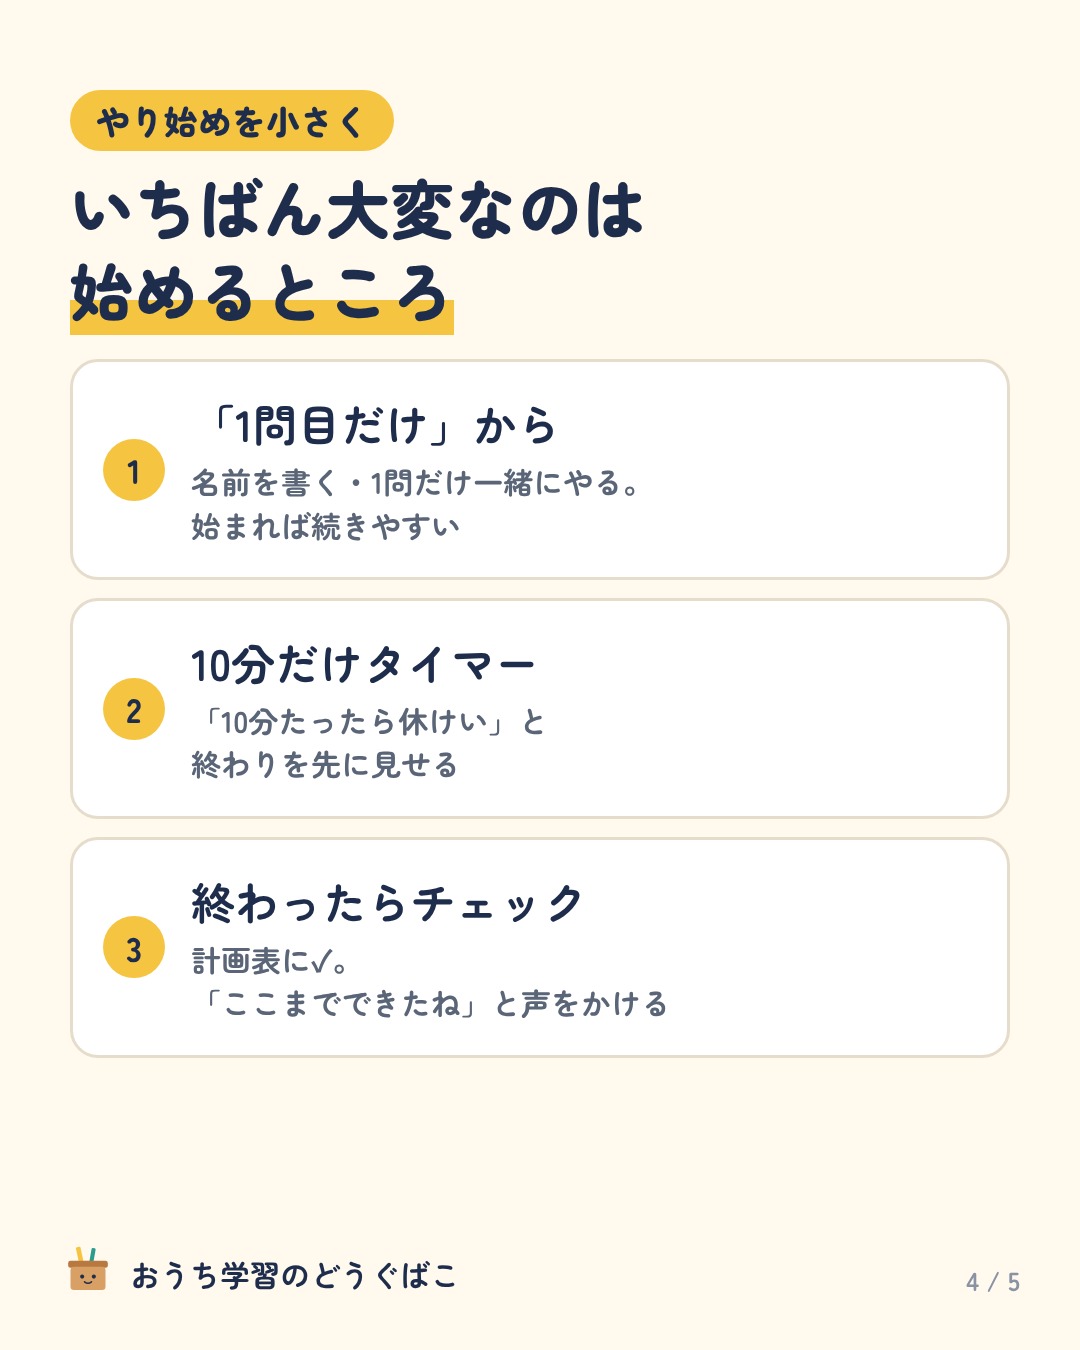 やり始めを小さく
いちばん大変なのは
始めるところ
1
「1問目だけ」から
名前を書く・1問だけ一緒にやる。
始まれば続きやすい
2
10分だけタイマー
「10分たったら休けい」と
終わりを先に見せる
3
終わったらチェック
計画表に✓。
「ここまでできたね」と声をかける
おうち学習のどうぐばこ
4 / 5